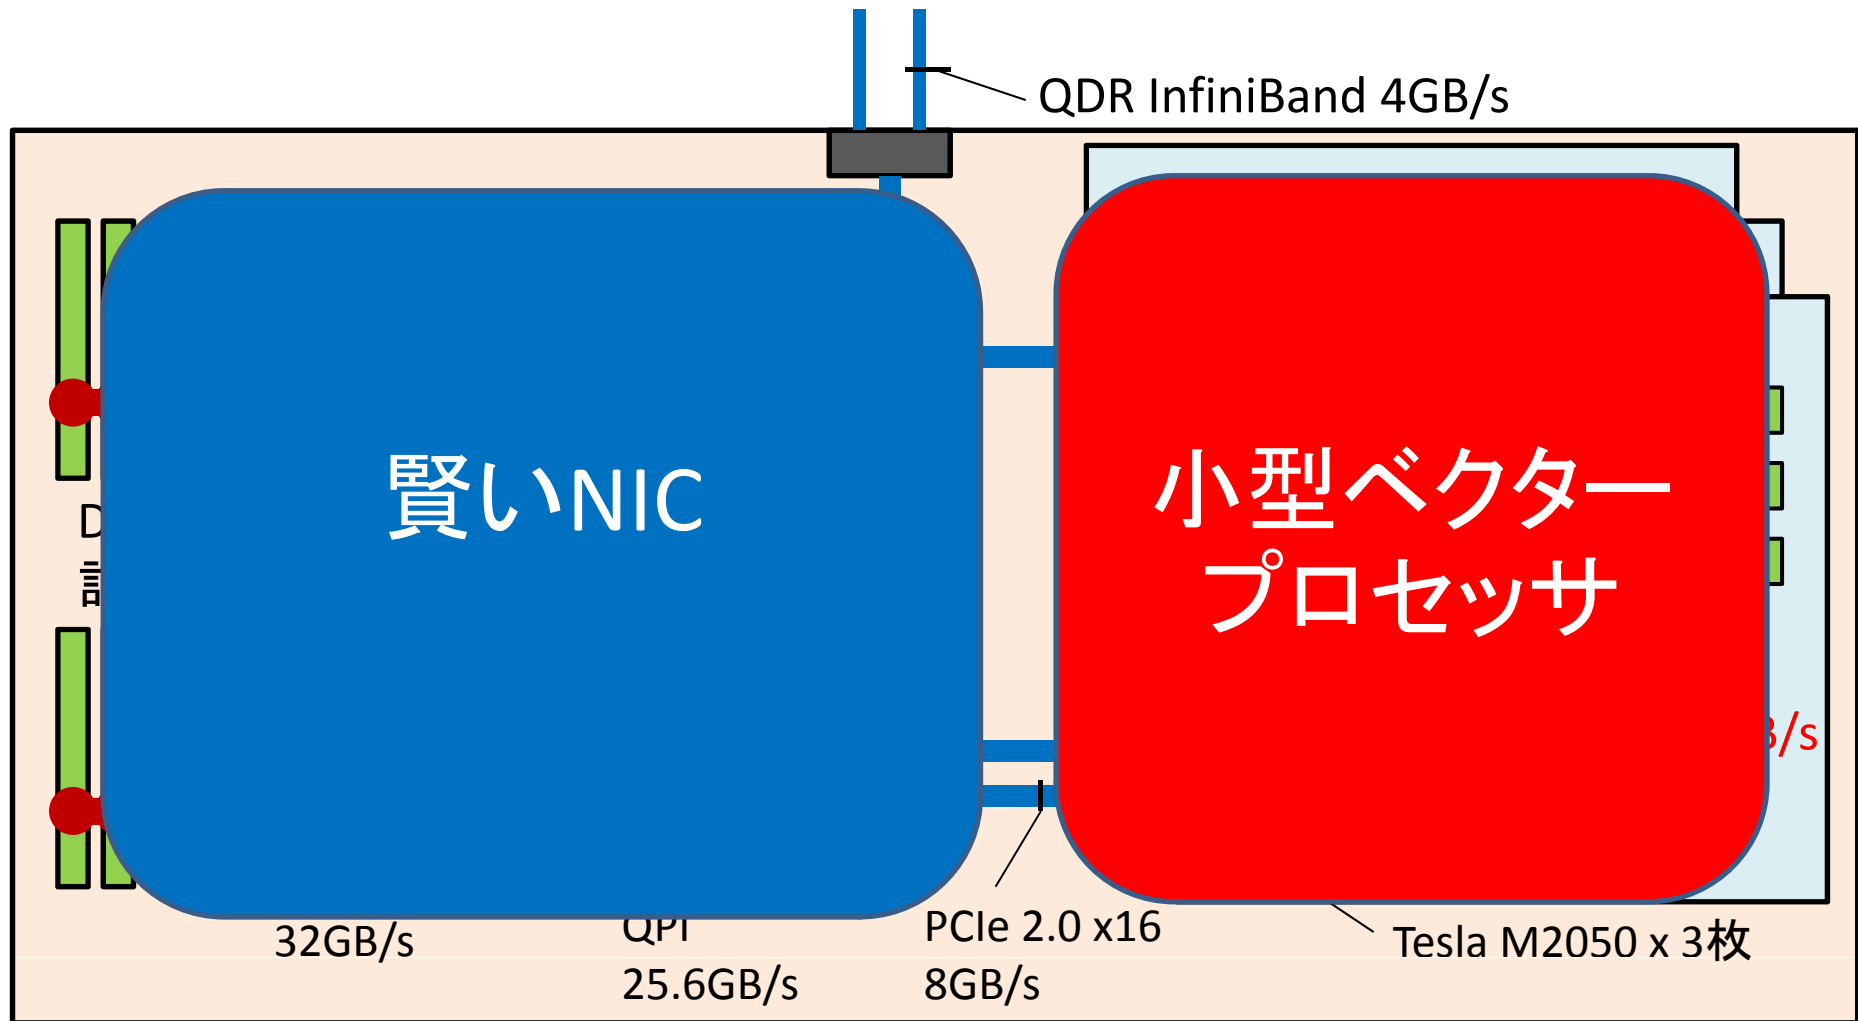 QDR InfiniBand 4GB/s
賢いNIC
小型ベクター
プロセッサ
D
B/s
32GB/s
QPI
25.6GB/s
PCIe 2.0 x16
8GB/s
Tesla M2050 x 3枚